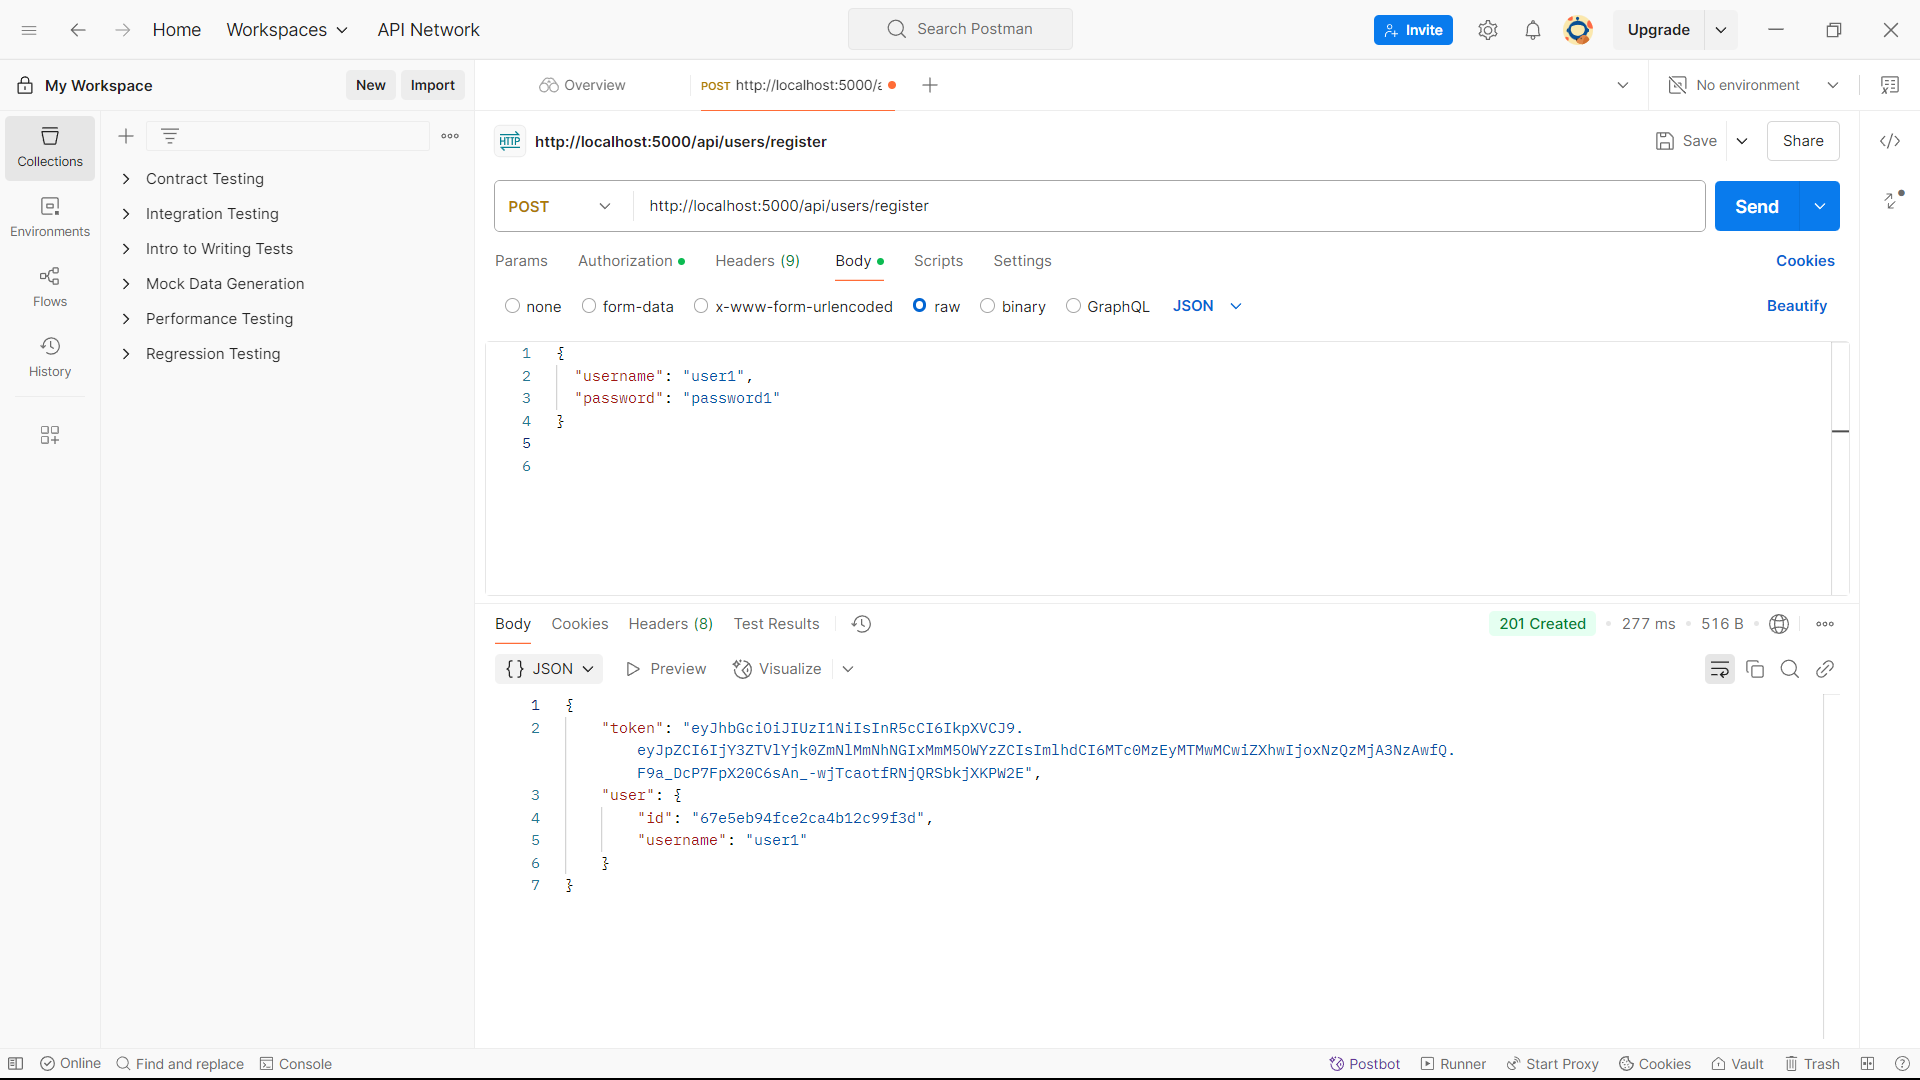 Home
Workspaces
API Network
Search Postman
Invite
Upgrade
My Workspace
New
Import
Overview
POST http://localhost:5000/a
No environment
Collections
Environments
Flows
History
Contract Testing
Integration Testing
Intro to Writing Tests
Mock Data Generation
Performance Testing
Regression Testing
HTTP http://localhost:5000/api/users/register
Save
Share
POST http://localhost:5000/api/users/register
Send
Params Authorization Headers (9) Body Scripts Settings Cookies
none form-data x-www-form-urlencoded raw binary GraphQL JSON Beautify
1 {
2 "username": "user1",
3 "password": "password1"
4 }
5
6
Body Cookies Headers (8) Test Results 201 Created 277 ms 516 B
{} JSON Preview Visualize
1 {
2 "token": "eyJhbGciOiJIUzI1NiIsInR5cCI6IkpXVCJ9.
eyJpZCI6IjY3ZTVlYjk0ZmNlMmNhNGIxMmM5OWYzZCIsImlhdCI6MTc0MzEyMTMwMCwiZXhwIjoxNzQzMjA3NzAwfQ.
F9a_DcP7FpX20C6sAn_-wjTcaotfRNjQRSbkjXKPW2E",
3 "user": {
4 "id": "67e5eb94fce2ca4b12c99f3d",
5 "username": "user1"
6 }
7 }
Online Find and replace Console Postbot Runner Start Proxy Cookies Vault Trash